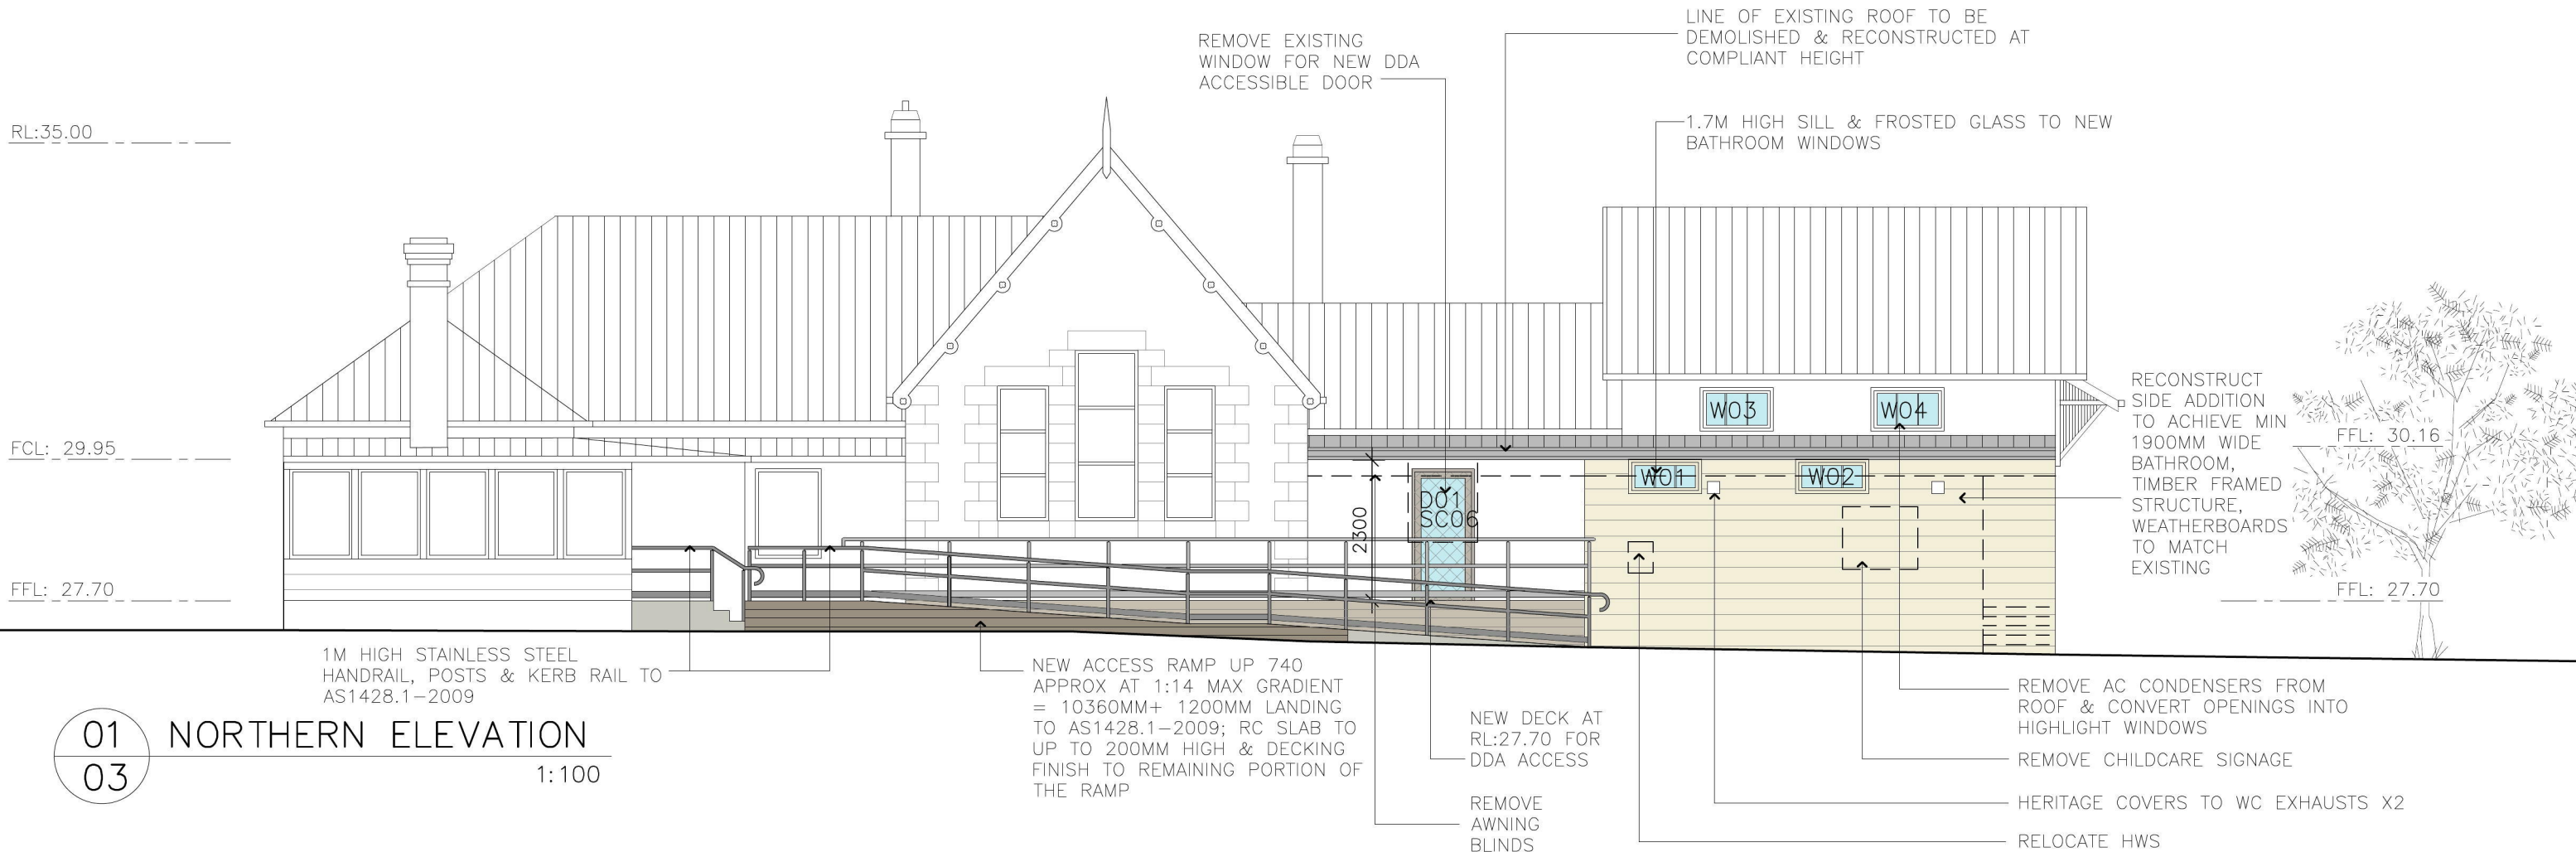 REMOVE EXISTING
WINDOW FOR NEW DDA
ACCESSIBLE DOOR
LINE OF EXISTING ROOF TO BE
DEMOLISHED & RECONSTRUCTED AT
COMPLIANT HEIGHT
1.7M HIGH SILL & FROSTED GLASS TO NEW
BATHROOM WINDOWS
RL:35.00
FCL: 29.95
FFL: 27.70
W03
W04
W01
W02
D01
SC06
2300
RECONSTRUCT
SIDE ADDITION
TO ACHIEVE MIN
1900MM WIDE
BATHROOM,
TIMBER FRAMED
STRUCTURE,
WEATHERBOARDS
TO MATCH
EXISTING
FFL: 30.16
FFL: 27.70
1M HIGH STAINLESS STEEL
HANDRAIL, POSTS & KERB RAIL TO
AS1428.1-2009
NEW ACCESS RAMP UP 740
APPROX AT 1:14 MAX GRADIENT
= 10360MM+ 1200MM LANDING
TO AS1428.1-2009; RC SLAB TO
UP TO 200MM HIGH & DECKING
FINISH TO REMAINING PORTION OF
THE RAMP
NEW DECK AT
RL:27.70 FOR
DDA ACCESS
REMOVE
AWNING
BLINDS
REMOVE AC CONDENSERS FROM
ROOF & CONVERT OPENINGS INTO
HIGHLIGHT WINDOWS
REMOVE CHILDCARE SIGNAGE
HERITAGE COVERS TO WC EXHAUSTS X2
RELOCATE HWS
01
03
NORTHERN ELEVATION
1:100